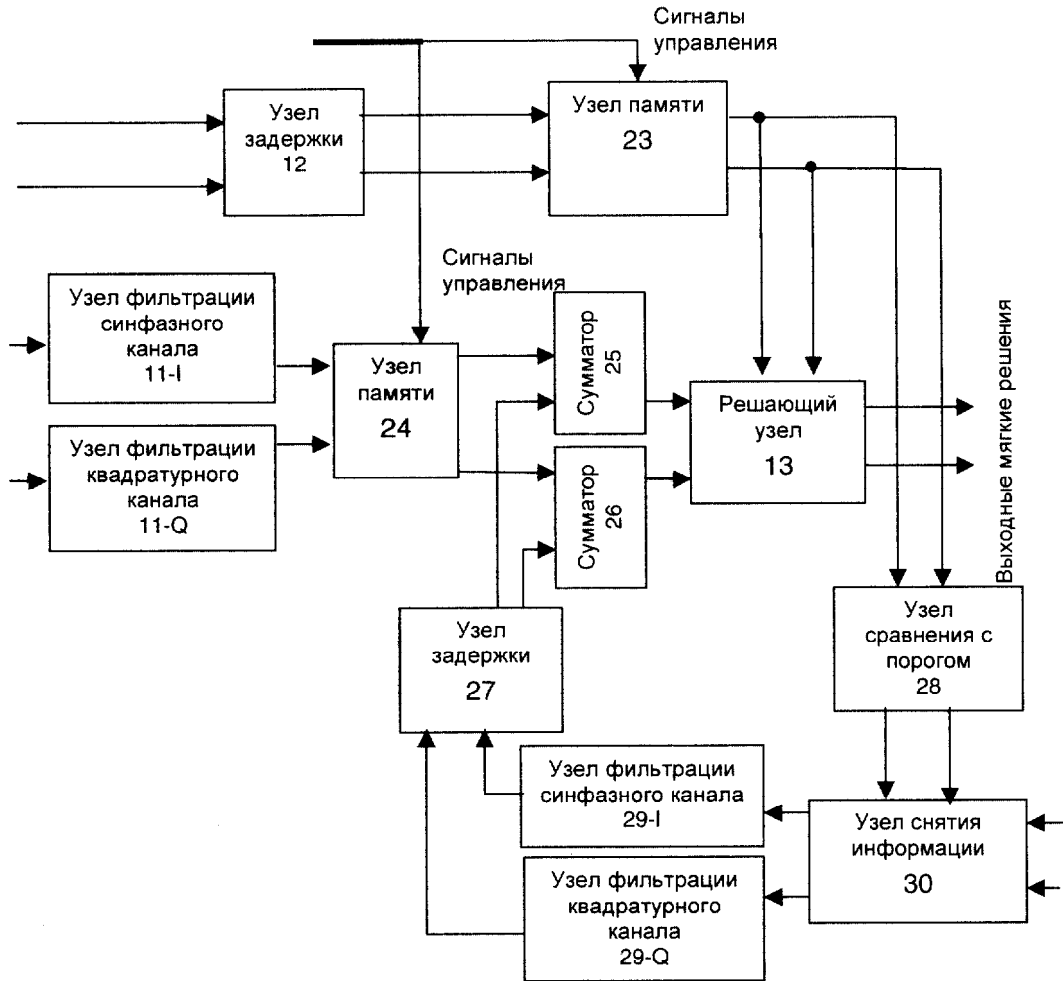 Сигналы
управления
Узел
задержки
12
Узел памяти
23
Сигналы
управления
Узел фильтрации
синфазного
канала
11-I
Узел
памяти
24
Сумматор
25
Решающий
узел
13
Выходные мягкие решения
Узел фильтрации
квадратурного
канала
11-Q
Сумматор
26
Узел
задержки
27
Узел
сравнения с
порогом
28
Узел фильтрации
синфазного канала
29-I
Узел снятия
информации
30
Узел фильтрации
квадратурного
канала
29-Q